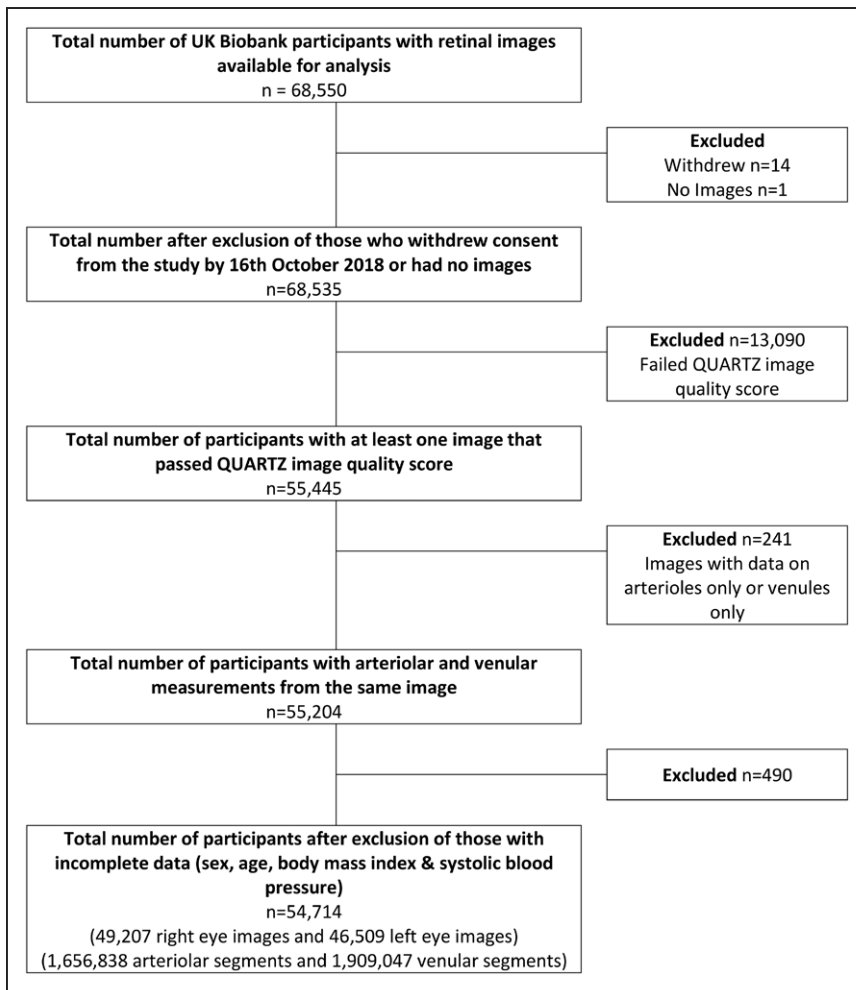 Total number of UK Biobank participants with retinal images
available for analysis
n = 68,550
Excluded
Withdrew n=14
No Images n=1
Total number after exclusion of those who withdrew consent
from the study by 16th October 2018 or had no images
n=68,535
Excluded n=13,090
Failed QUARTZ image
quality score
Total number of participants with at least one image that
passed QUARTZ image quality score
n=55,445
Excluded n=241
Images with data on
arterioles only or venules
only
Total number of participants with arteriolar and venular
measurements from the same image
n=55,204
Excluded n=490
Total number of participants after exclusion of those with
incomplete data (sex, age, body mass index & systolic blood
pressure)
n=54,714
(49,207 right eye images and 46,509 left eye images)
(1,656,838 arteriolar segments and 1,909,047 venular segments)